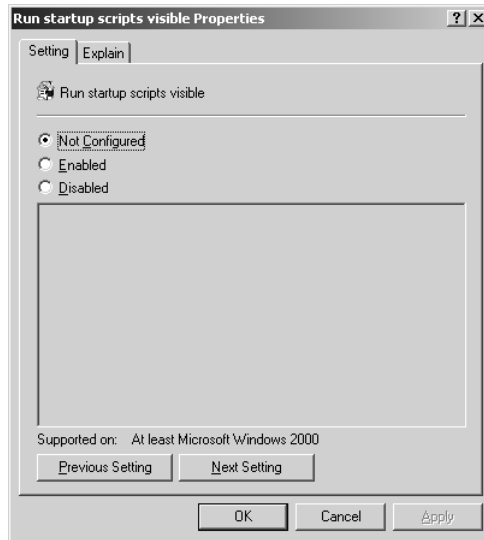 Run startup scripts visible Properties ? X
Setting Explain
Run startup scripts visible
Not Configured
Enabled
Disabled
Supported on: At least Microsoft Windows 2000
Previous Setting Next Setting
OK Cancel Apply